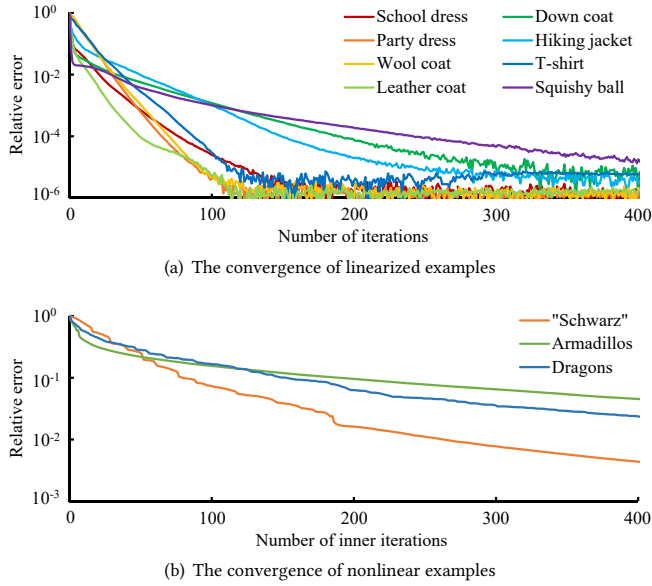 10^0
10^-2
10^-4
10^-6
Relative error
School dress
Party dress
Wool coat
Leather coat
Down coat
Hiking jacket
T-shirt
Squishy ball
0 100 200 300 400
Number of iterations
(a) The convergence of linearized examples
10^0
10^-1
10^-2
10^-3
Relative error
"Schwarz"
Armadillos
Dragons
0 100 200 300 400
Number of inner iterations
(b) The convergence of nonlinear examples